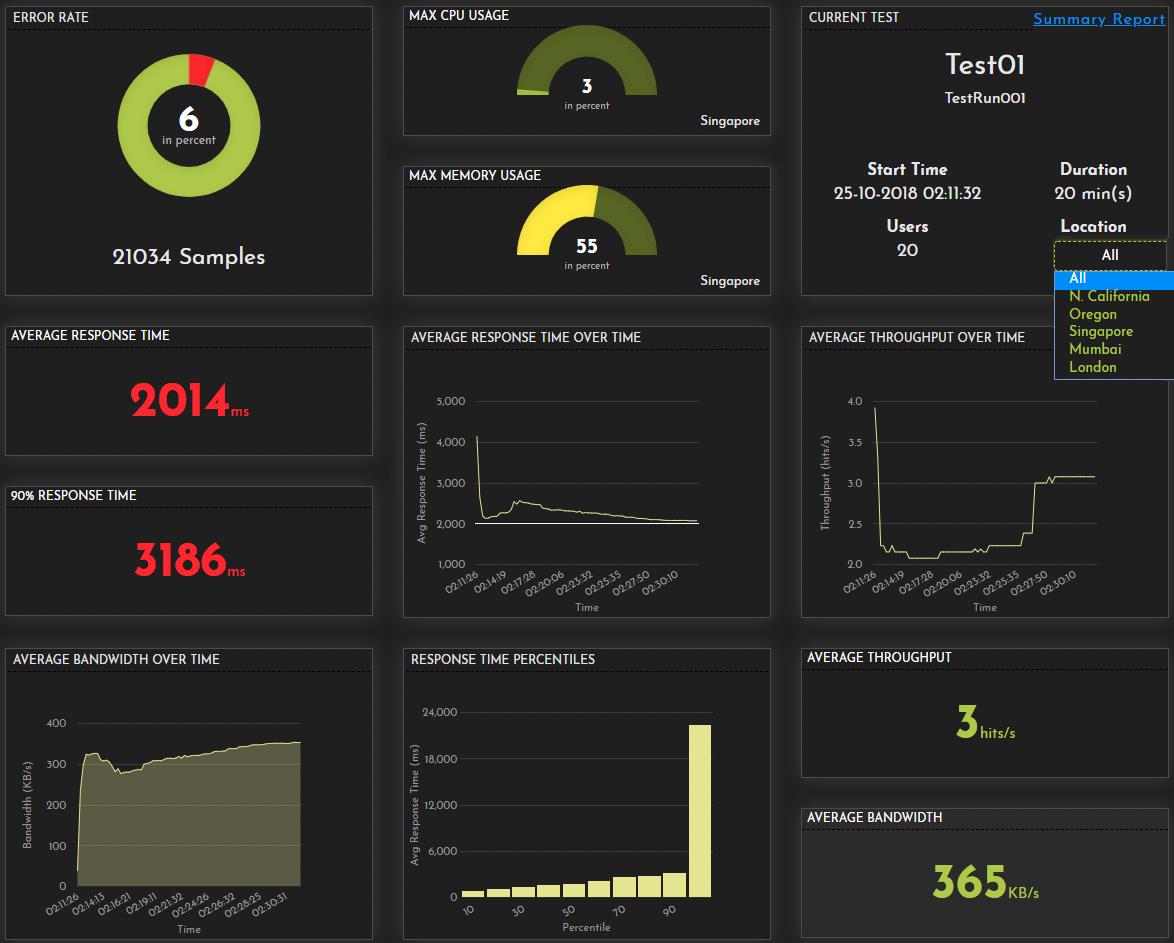 ERROR RATE
6
in percent
21034 Samples
MAX CPU USAGE
3
in percent
Singapore
MAX MEMORY USAGE
55
in percent
Singapore
CURRENT TEST
Summary Report
Test01
TestRun001
Start Time
Duration
25-10-2018 02:11:32
20 min(s)
Users
Location
20
All
All
N. California
Oregon
Singapore
Mumbai
London
AVERAGE RESPONSE TIME
2014ms
90% RESPONSE TIME
3186ms
AVERAGE RESPONSE TIME OVER TIME
Avg Response Time (ms)
5,000
4,000
3,000
2,000
1,000
02:11:26
02:14:19
02:17:28
02:20:06
02:23:32
02:25:35
02:27:50
02:30:10
Time
AVERAGE THROUGHPUT OVER TIME
Throughput (hits/s)
4.0
3.5
3.0
2.5
2.0
02:11:26
02:14:19
02:17:28
02:20:06
02:23:32
02:25:35
02:27:50
02:30:10
Time
AVERAGE BANDWIDTH OVER TIME
Bandwidth (KB/s)
400
300
200
100
0
02:11:26
02:14:13
02:16:21
02:19:11
02:21:32
02:24:26
02:26:32
02:28:25
02:30:31
Time
RESPONSE TIME PERCENTILES
Avg Response Time (ms)
24,000
18,000
12,000
6,000
0
10
30
50
70
90
Percentile
AVERAGE THROUGHPUT
3hits/s
AVERAGE BANDWIDTH
365KB/s